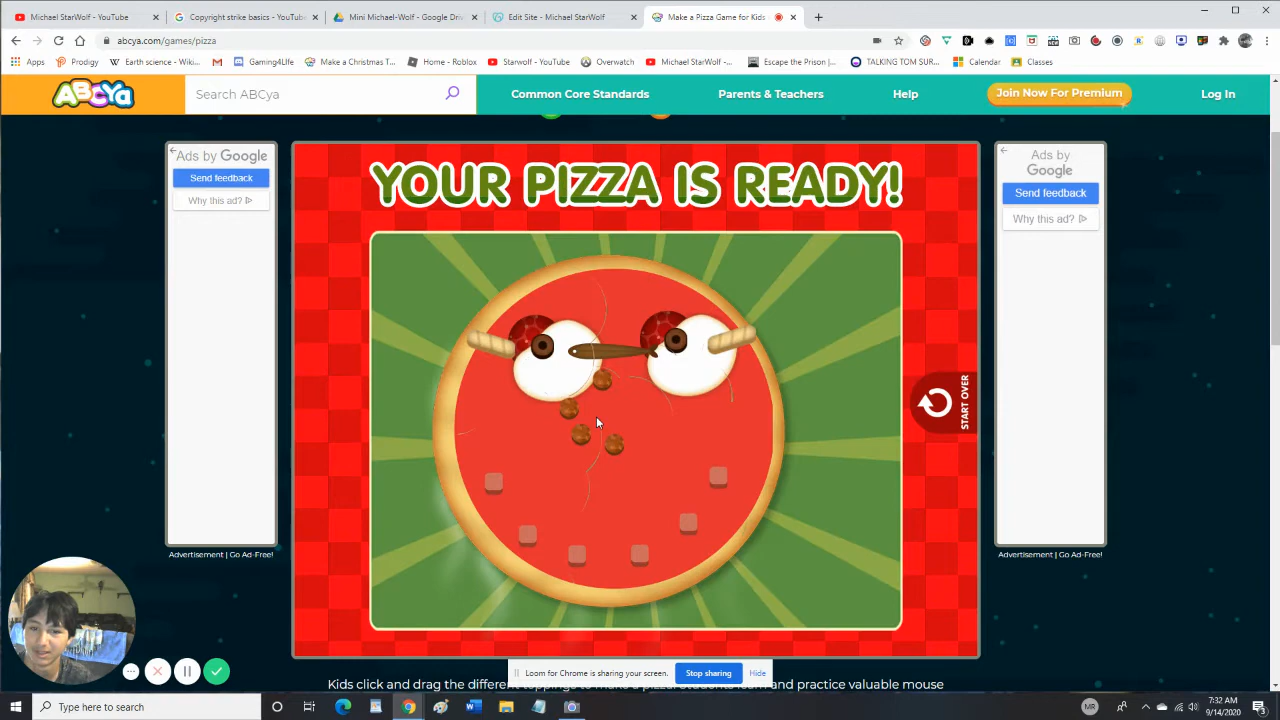 Michael StarWolf - YouTube
Copyright strike basics - YouTub
Mini Michael-Wolf - Google Driv
Edit Site - Michael StarWolf
Make a Pizza Game for Kids
abcya.com/games/pizza
Apps
Prodigy
Earth science - Wiki...
Gaming4Life
Make a Christmas T...
Home - Roblox
Starwolf - YouTube
Overwatch
Michael StarWolf -...
Escape the Prison |...
TALKING TOM SUR...
Calendar
Classes
ABCYa
Search ABCya
Common Core Standards
Parents & Teachers
Help
Join Now For Premium
Log In
Ads by Google
Send feedback
Why this ad?
YOUR PIZZA IS READY!
START OVER
Ads by
Google
Send feedback
Why this ad?
Advertisement | Go Ad-Free!
Advertisement | Go Ad-Free!
Loom for Chrome is sharing your screen.
Stop sharing
Hide
Kids click and drag the different toppings to make a pizza. Students learn and practice valuable mouse
Type here to search
MR
7:32 AM
9/14/2020